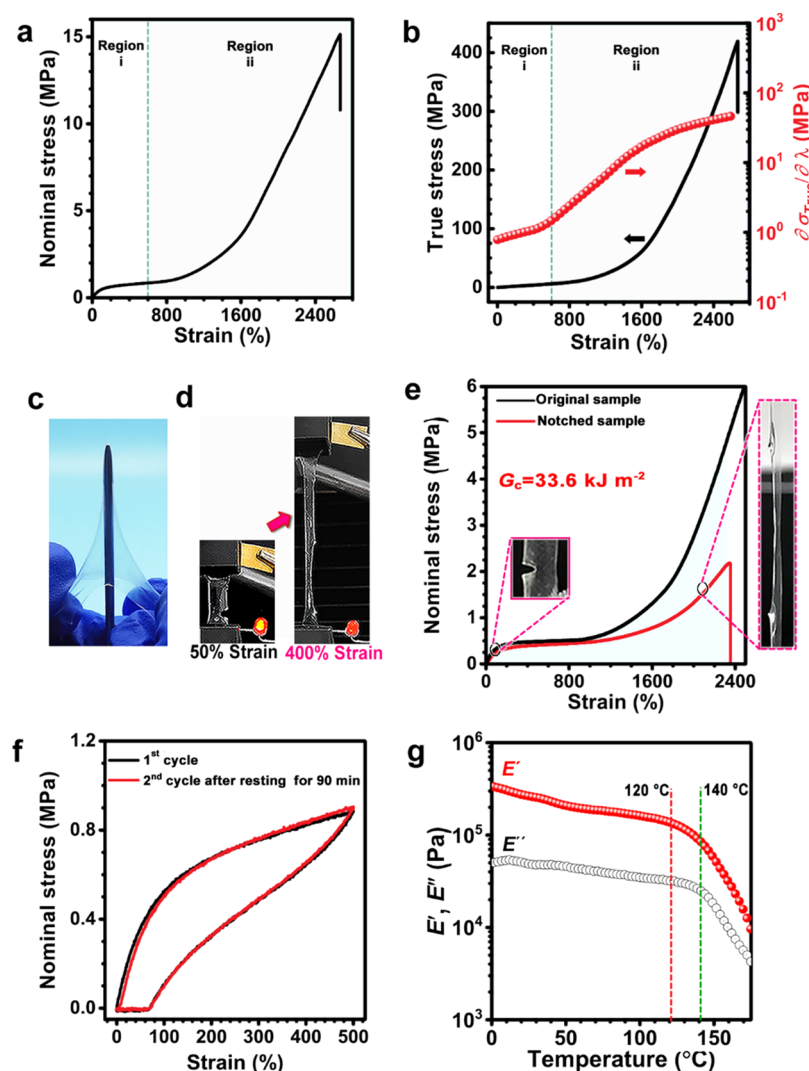 a
Nominal stress (MPa)
15
10
5
0
Region
i
Region
ii
0 800 1600 2400
Strain (%)
b
True stress (MPa)
400
300
200
100
0
Region
i
Region
ii
0 800 1600 2400
Strain (%)
10³
10²
10¹
10⁰
10⁻¹
∂σTrue/∂λ (MPa)
c
d
50% Strain
400% Strain
e
Nominal stress (MPa)
6
5
4
3
2
1
0
Original sample
Notched sample
Gc=33.6 kJ m⁻²
0 800 1600 2400
Strain (%)
f
Nominal stress (MPa)
1.2
0.8
0.4
0.0
1st cycle
2nd cycle after resting for 90 min
0 100 200 300 400 500
Strain (%)
g
E′, E″ (Pa)
10⁶
10⁵
10⁴
10³
E′
E′′
120 °C
140 °C
0 50 100 150
Temperature (°C)